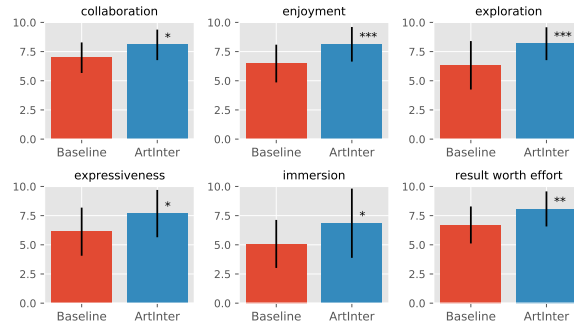 collaboration
enjoyment
exploration
10.0
7.5
5.0
2.5
0.0
*
Baseline
ArtInter
10.0
7.5
5.0
2.5
0.0
***
Baseline
ArtInter
10.0
7.5
5.0
2.5
0.0
***
Baseline
ArtInter
expressiveness
immersion
result worth effort
10.0
7.5
5.0
2.5
0.0
*
Baseline
ArtInter
10.0
7.5
5.0
2.5
0.0
*
Baseline
ArtInter
10.0
7.5
5.0
2.5
0.0
**
Baseline
ArtInter